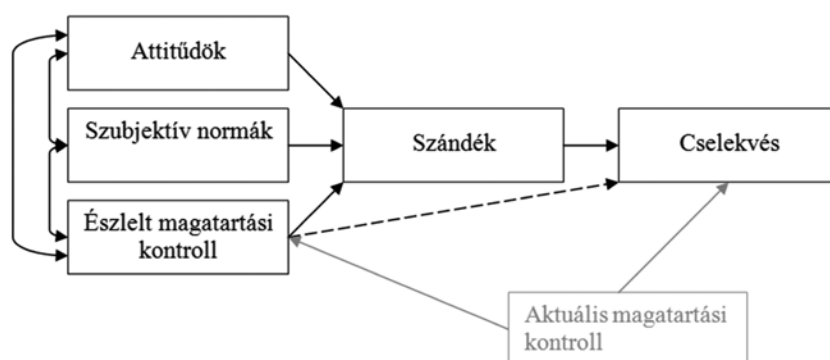 Attitűdök
Szubjektív normák
Szándék
Cselekvés
Észlelt magatartási
kontroll
Aktuális magatartási
kontroll